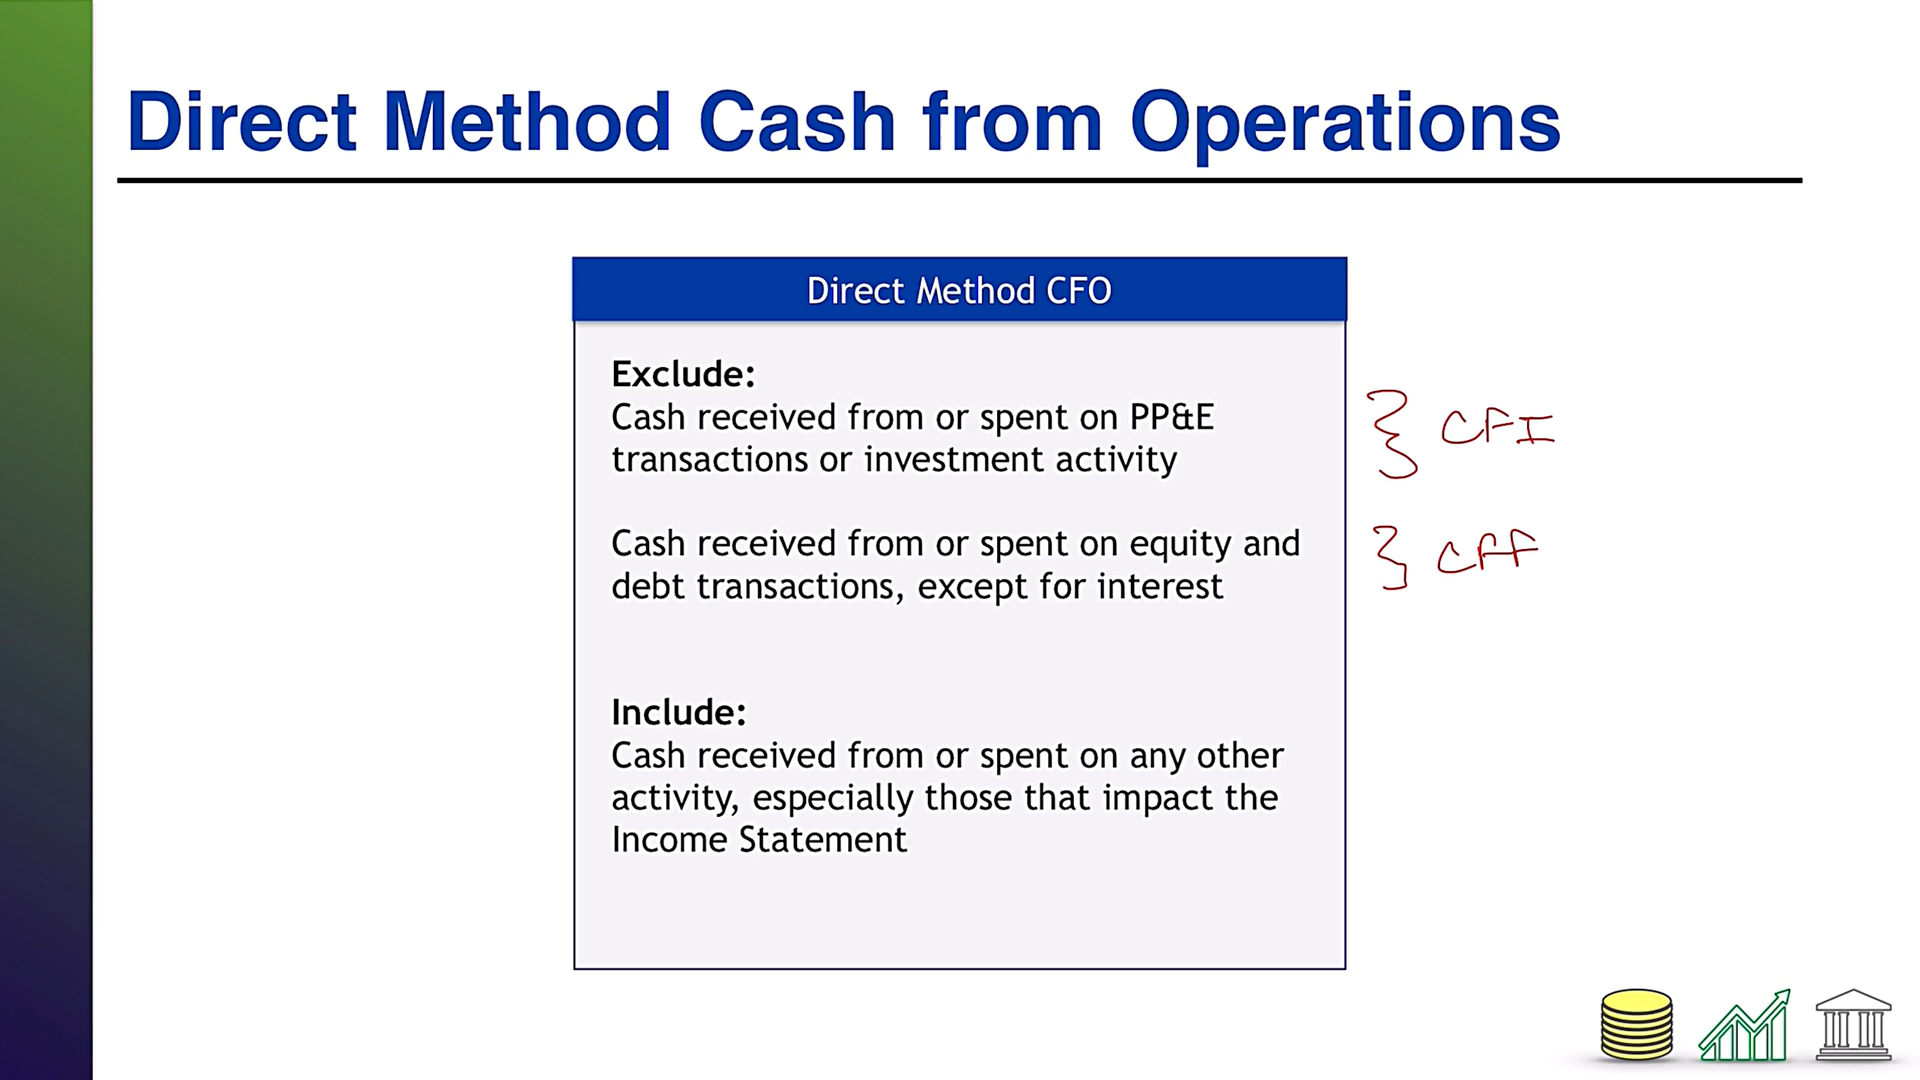 Direct Method Cash from Operations
Direct Method CFO
Exclude:
Cash received from or spent on PP&E
transactions or investment activity
CFI
Cash received from or spent on equity and
debt transactions, except for interest
CFF
Include:
Cash received from or spent on any other
activity, especially those that impact the
Income Statement